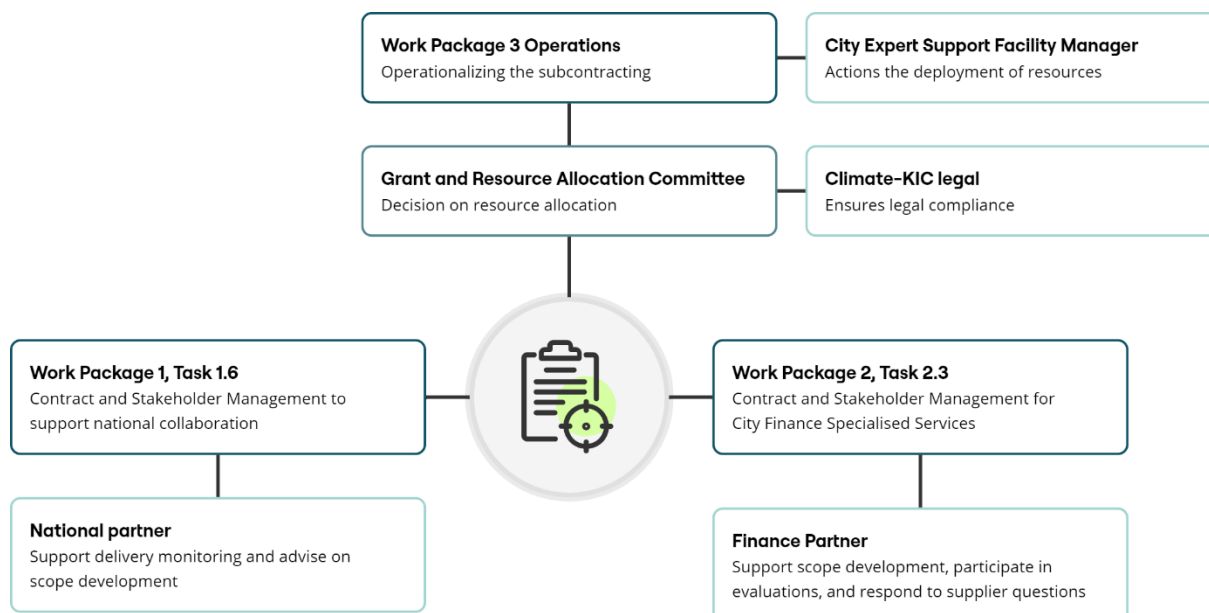 Work Package 3 Operations
Operationalizing the subcontracting
City Expert Support Facility Manager
Actions the deployment of resources
Grant and Resource Allocation Committee
Decision on resource allocation
Climate-KIC legal
Ensures legal compliance
Work Package 1, Task 1.6
Contract and Stakeholder Management to
support national collaboration
Work Package 2, Task 2.3
Contract and Stakeholder Management for
City Finance Specialised Services
National partner
Support delivery monitoring and advise on
scope development
Finance Partner
Support scope development, participate in
evaluations, and respond to supplier questions